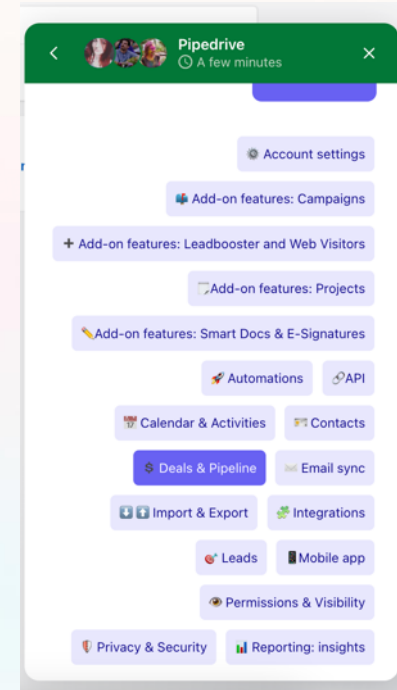 Pipedrive
A few minutes
Account settings
Add-on features: Campaigns
+ Add-on features: Leadbooster and Web Visitors
Add-on features: Projects
Add-on features: Smart Docs & E-Signatures
Automations API
Calendar & Activities Contacts
$ Deals & Pipeline Email sync
Import & Export Integrations
Leads Mobile app
Permissions & Visibility
Privacy & Security Reporting: insights